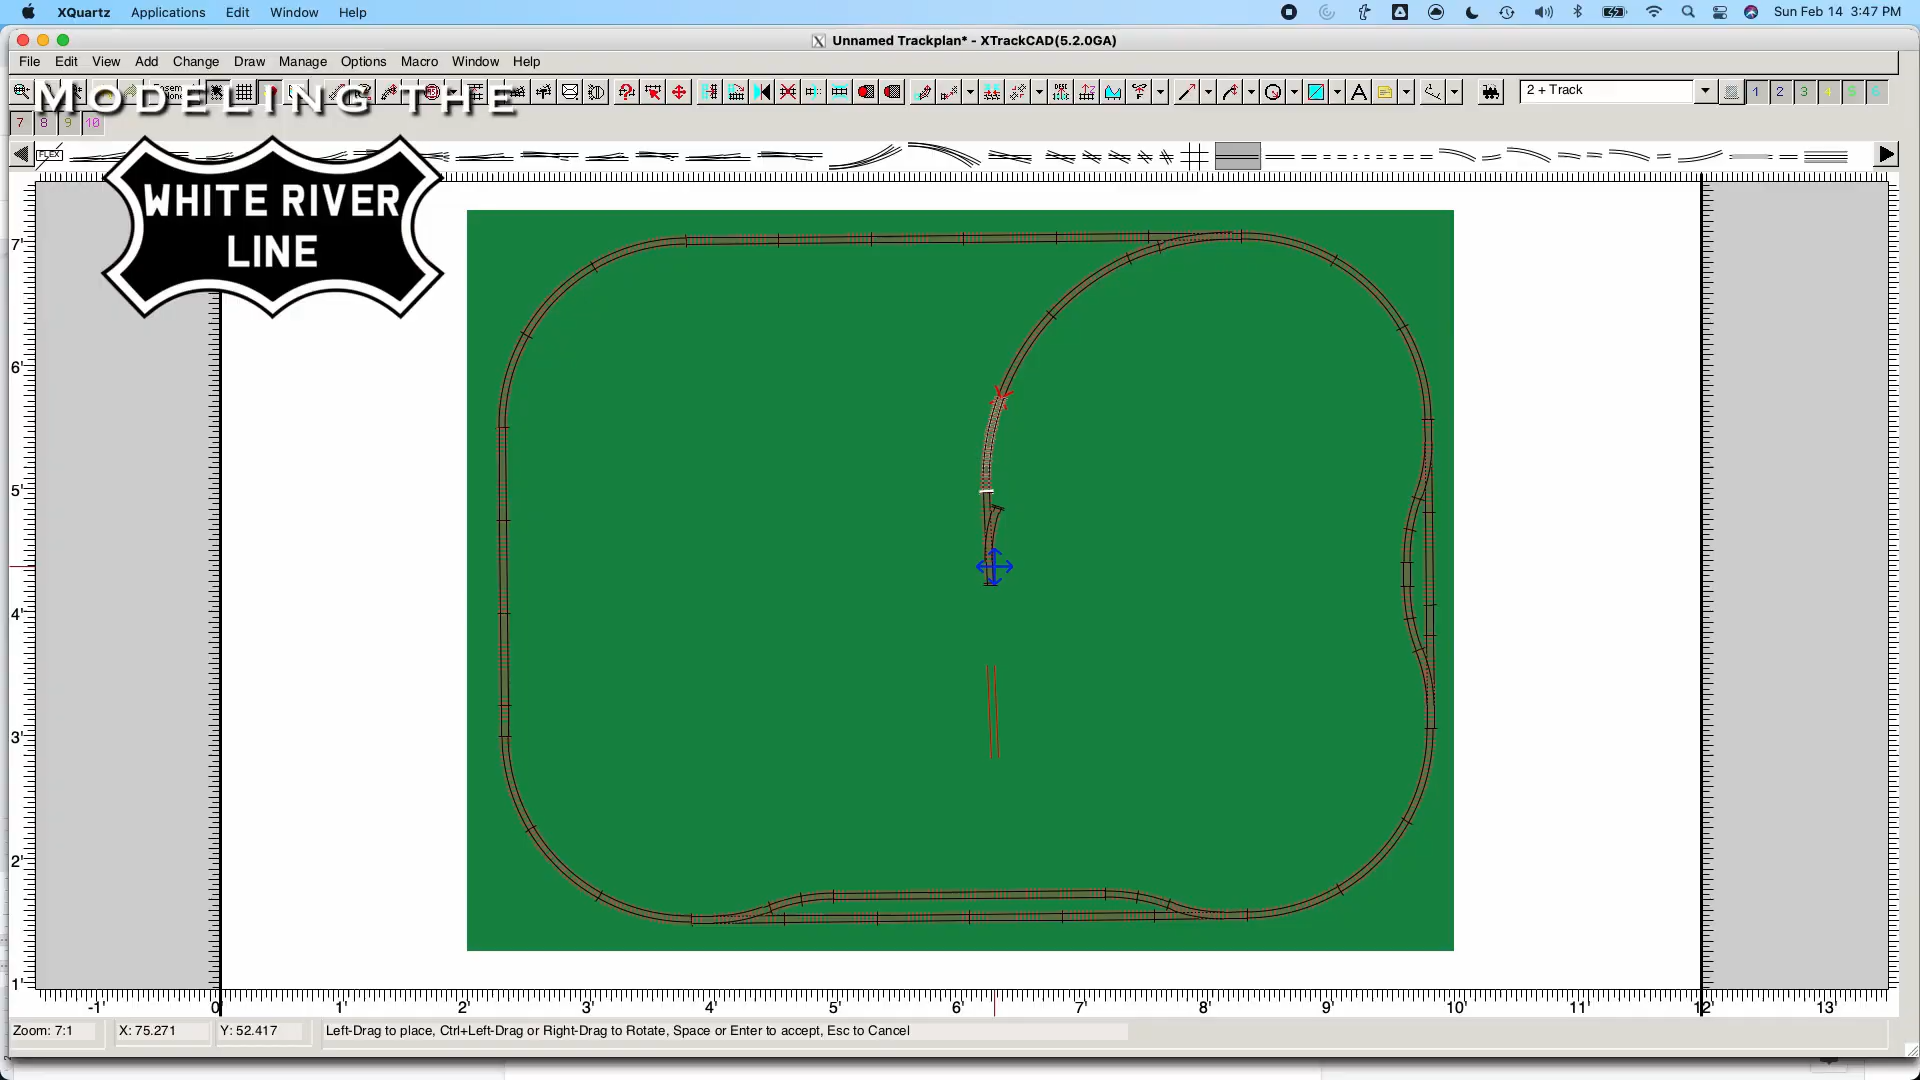 XQuartz Applications Edit Window Help Sun Feb 14 3:47 PM
Unnamed Trackplan* - XTrackCAD(5.2.0GA)
File Edit View Add Change Draw Manage Options Macro Window Help
MODELING THE
2 + Track 1 2 3 4 5 6
7 8 9 10
FLEX
WHITE RIVER
LINE
7'
6'
5'
4'
3'
2'
1'
-1' 0' 1' 2' 3' 4' 5' 6' 7' 8' 9' 10' 11' 12' 13'
Zoom: 7:1 X: 75.271 Y: 52.417 Left-Drag to place, Ctrl+Left-Drag or Right-Drag to Rotate, Space or Enter to accept, Esc to Cancel